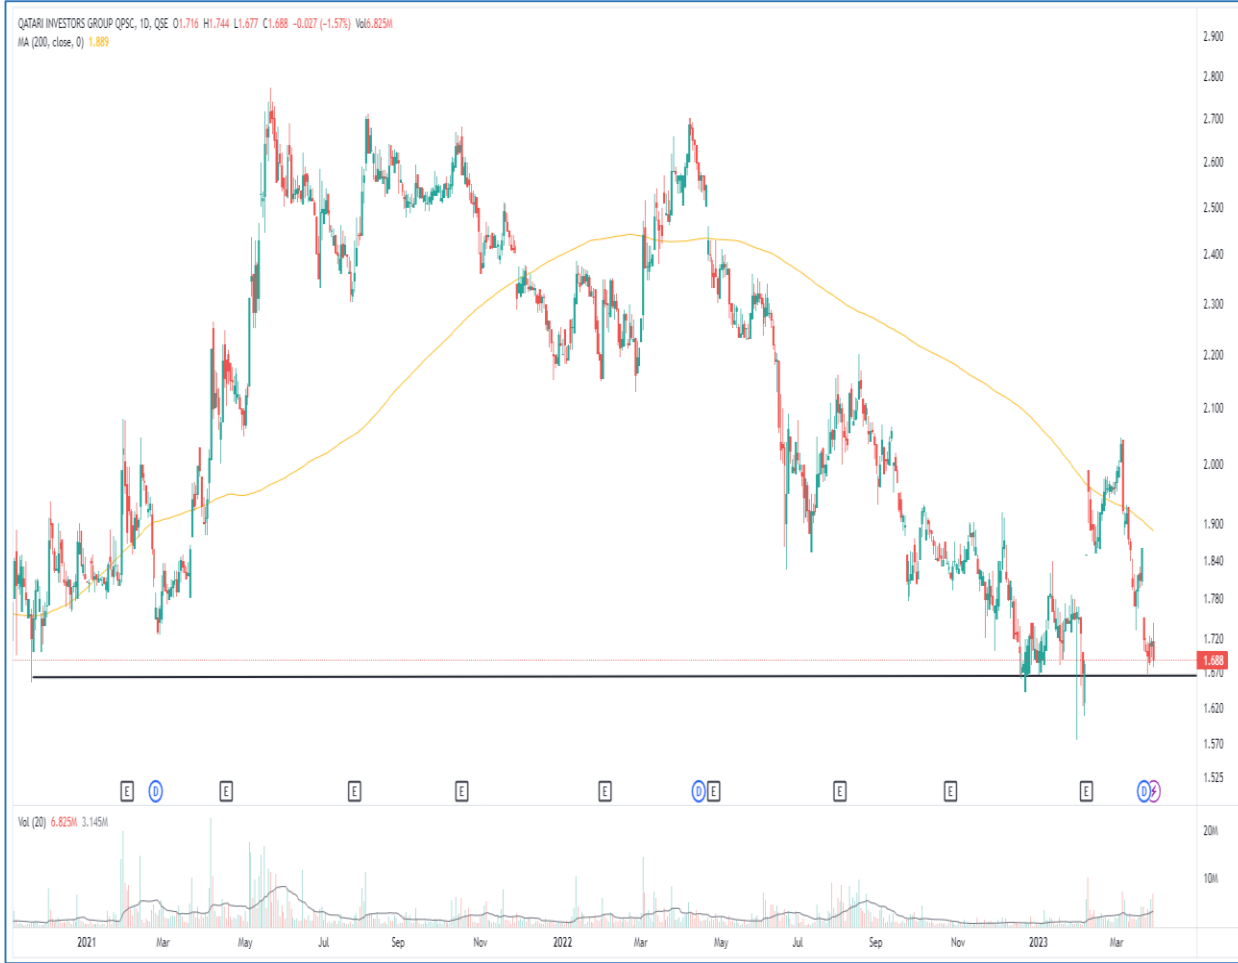 QATARI INVESTORS GROUP QPSC, 1D, QSE O1.716 H1.744 L1.677 C1.688 -0.027 (-1.57%) Vol6.825M
MA (200, close, 0) 1.889
2.900
2.800
2.700
2.600
2.500
2.400
2.300
2.200
2.100
2.000
1.900
1.840
1.780
1.720
1.688
1.670
1.620
1.570
1.525
E D E E E E D E E E E D
Vol (20) 6.825M 3.145M
20M
10M
2021 Mar May Jul Sep Nov 2022 Mar May Jul Sep Nov 2023 Mar